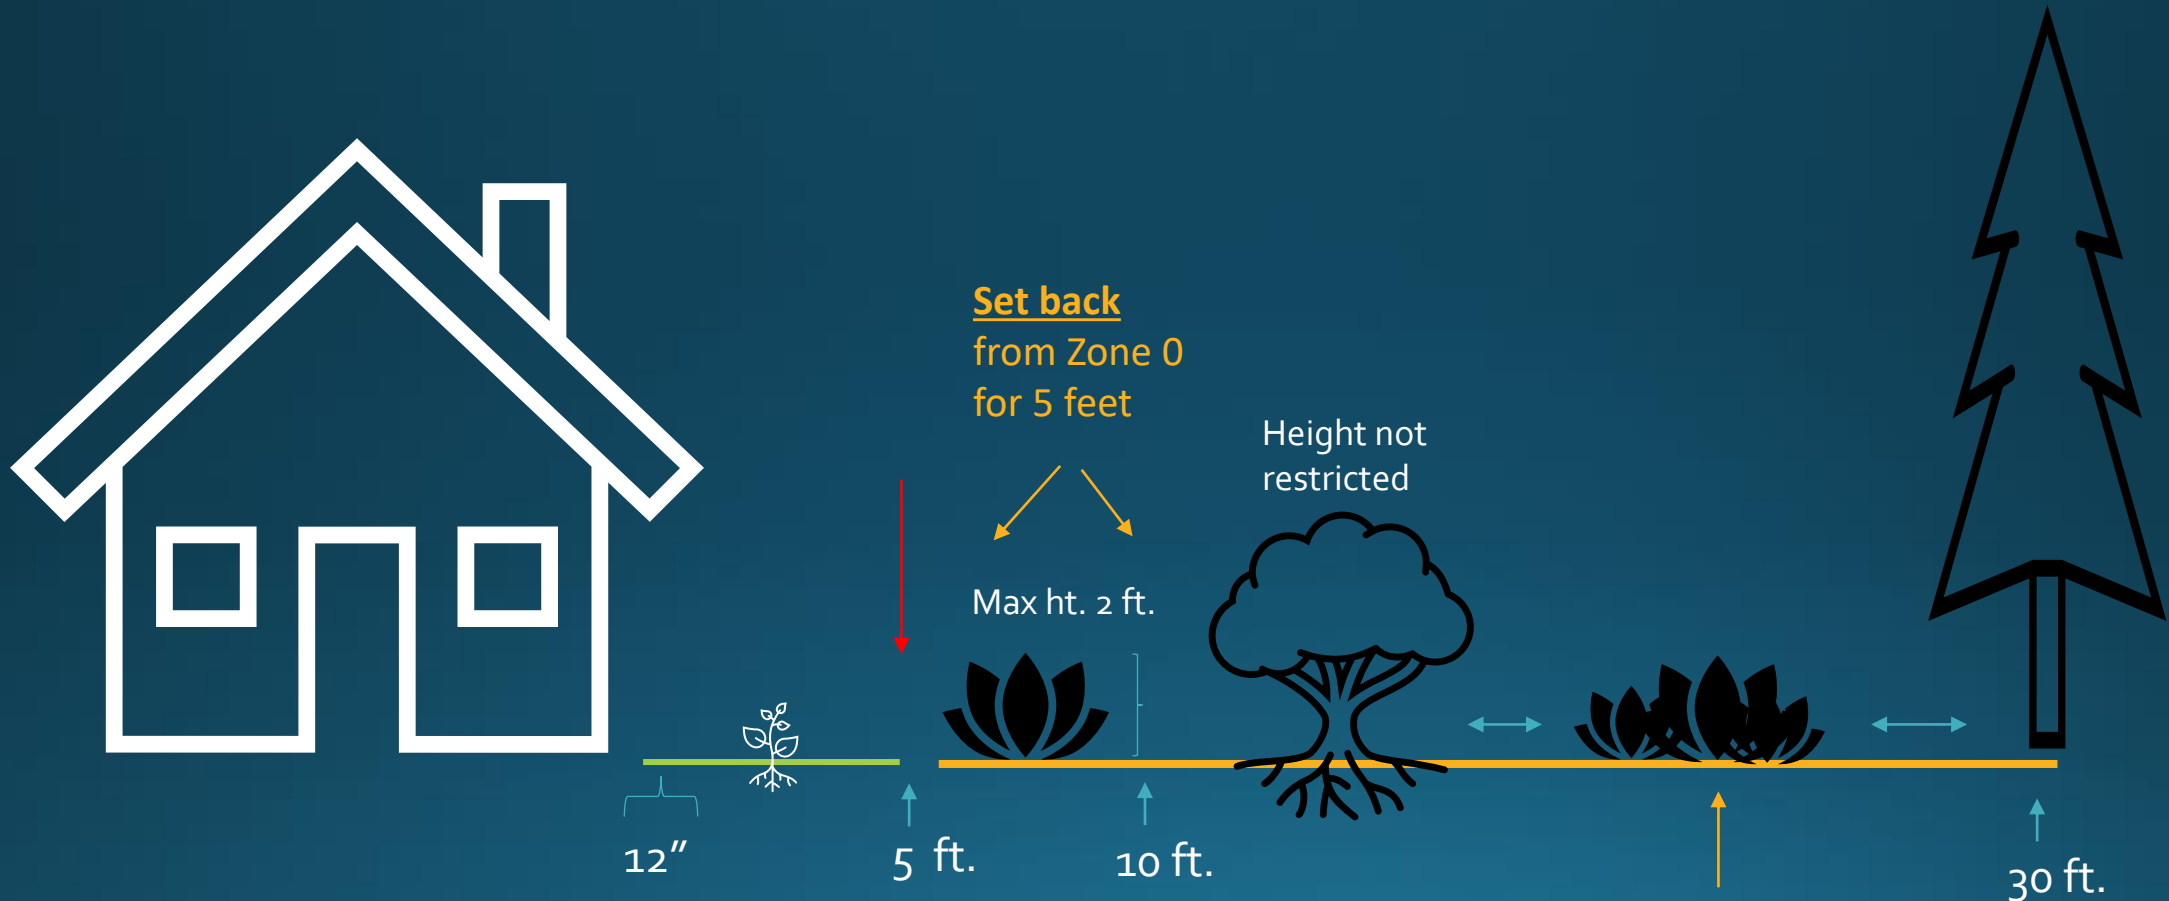 Set back
from Zone 0
for 5 feet
Height not
restricted
Max ht. 2 ft.
12"
5 ft.
10 ft.
30 ft.